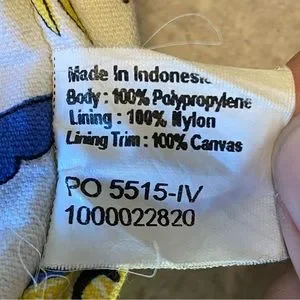 Made In Indonesia
Body : 100% Polypropylene
Lining : 100% Nylon
Lining Trim : 100% Canvas
PO 5515-IV
1000022820